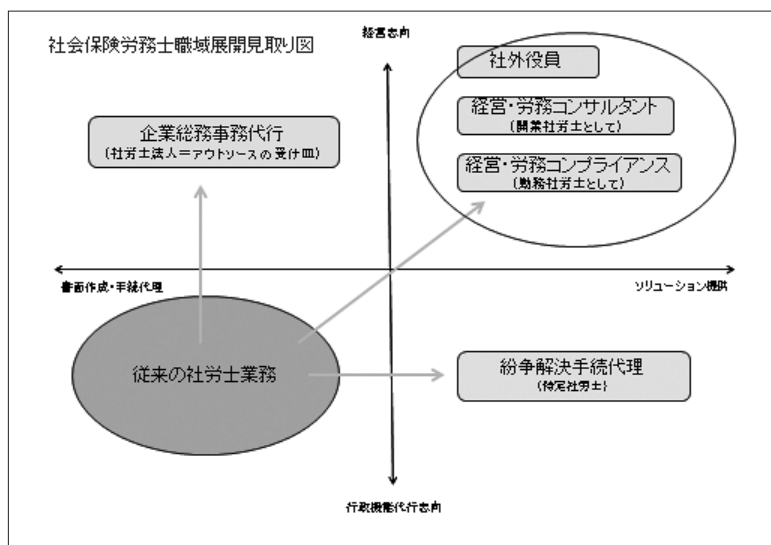 社会保険労務士職域展開見取り図
経営志向
社外役員
経営・労務コンサルタント
(開業社労士として)
企業総務事務代行
(社労士法人=アウトソースの受け皿)
経営・労務コンプライアンス
(勤務社労士として)
書面作成・手続代理
ソリューション提供
従来の社労士業務
紛争解決手続代理
(特定社労士)
行政機能代行志向